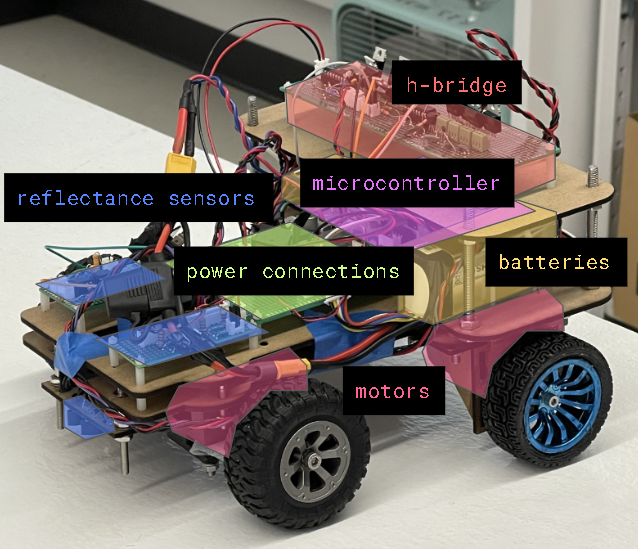 h-bridge
microcontroller
reflectance sensors
power connections
batteries
motors